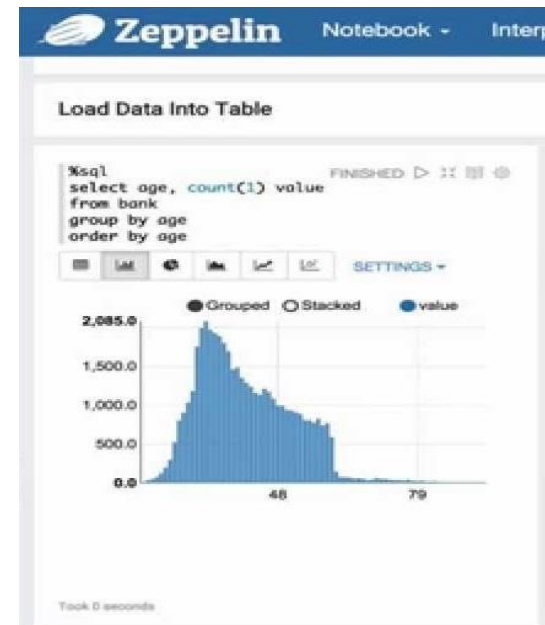 Zeppelin Notebook Interp
Load Data Into Table
%sql FINISHED
select age, count(1) value
from bank
group by age
order by age
SETTINGS
Grouped Stacked value
2,085.0
1,500.0
1,000.0
500.0
0.0
48 79
Took 0 seconds